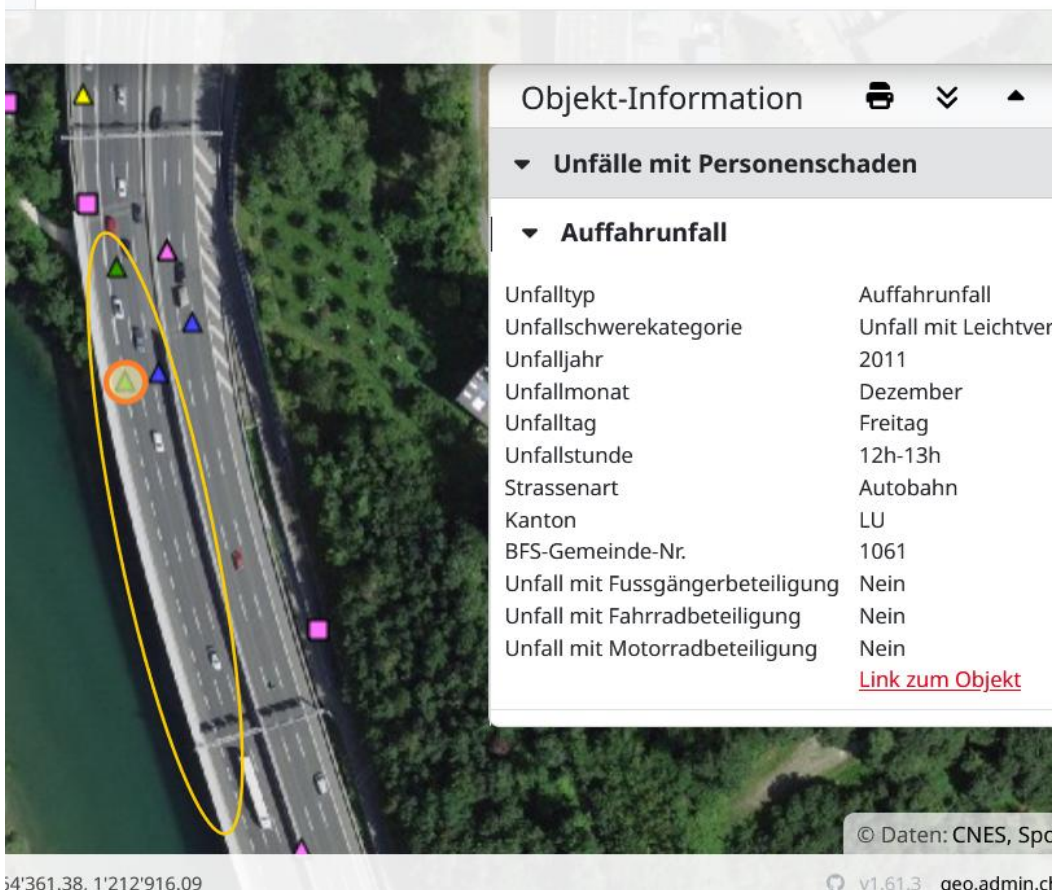 Objekt-Information
Unfälle mit Personenschaden
Auffahrunfall
Unfalltyp Auffahrunfall
Unfallschwerekategorie Unfall mit Leichtver
Unfalljahr 2011
Unfallmonat Dezember
Unfalltag Freitag
Unfallstunde 12h-13h
Strassenart Autobahn
Kanton LU
BFS-Gemeinde-Nr. 1061
Unfall mit Fussgängerbeteiligung Nein
Unfall mit Fahrradbeteiligung Nein
Unfall mit Motorradbeteiligung Nein
Link zum Objekt
© Daten: CNES, Spo
54'361.38, 1'212'916.09 v1.61.3 geo.admin.ch